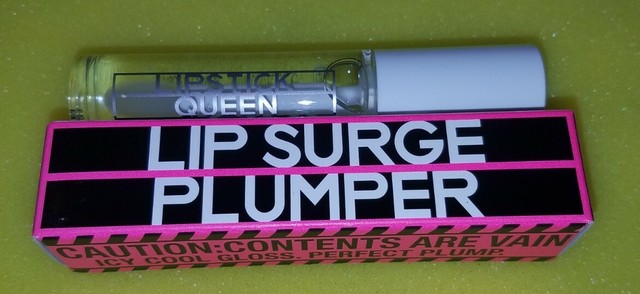 LIPSTICK
QUEEN
LIP SURGE
PLUMPER
CAUTION:CONTENTS ARE VAIN
ICY COOL GLOSS. PERFECT PLUMP.